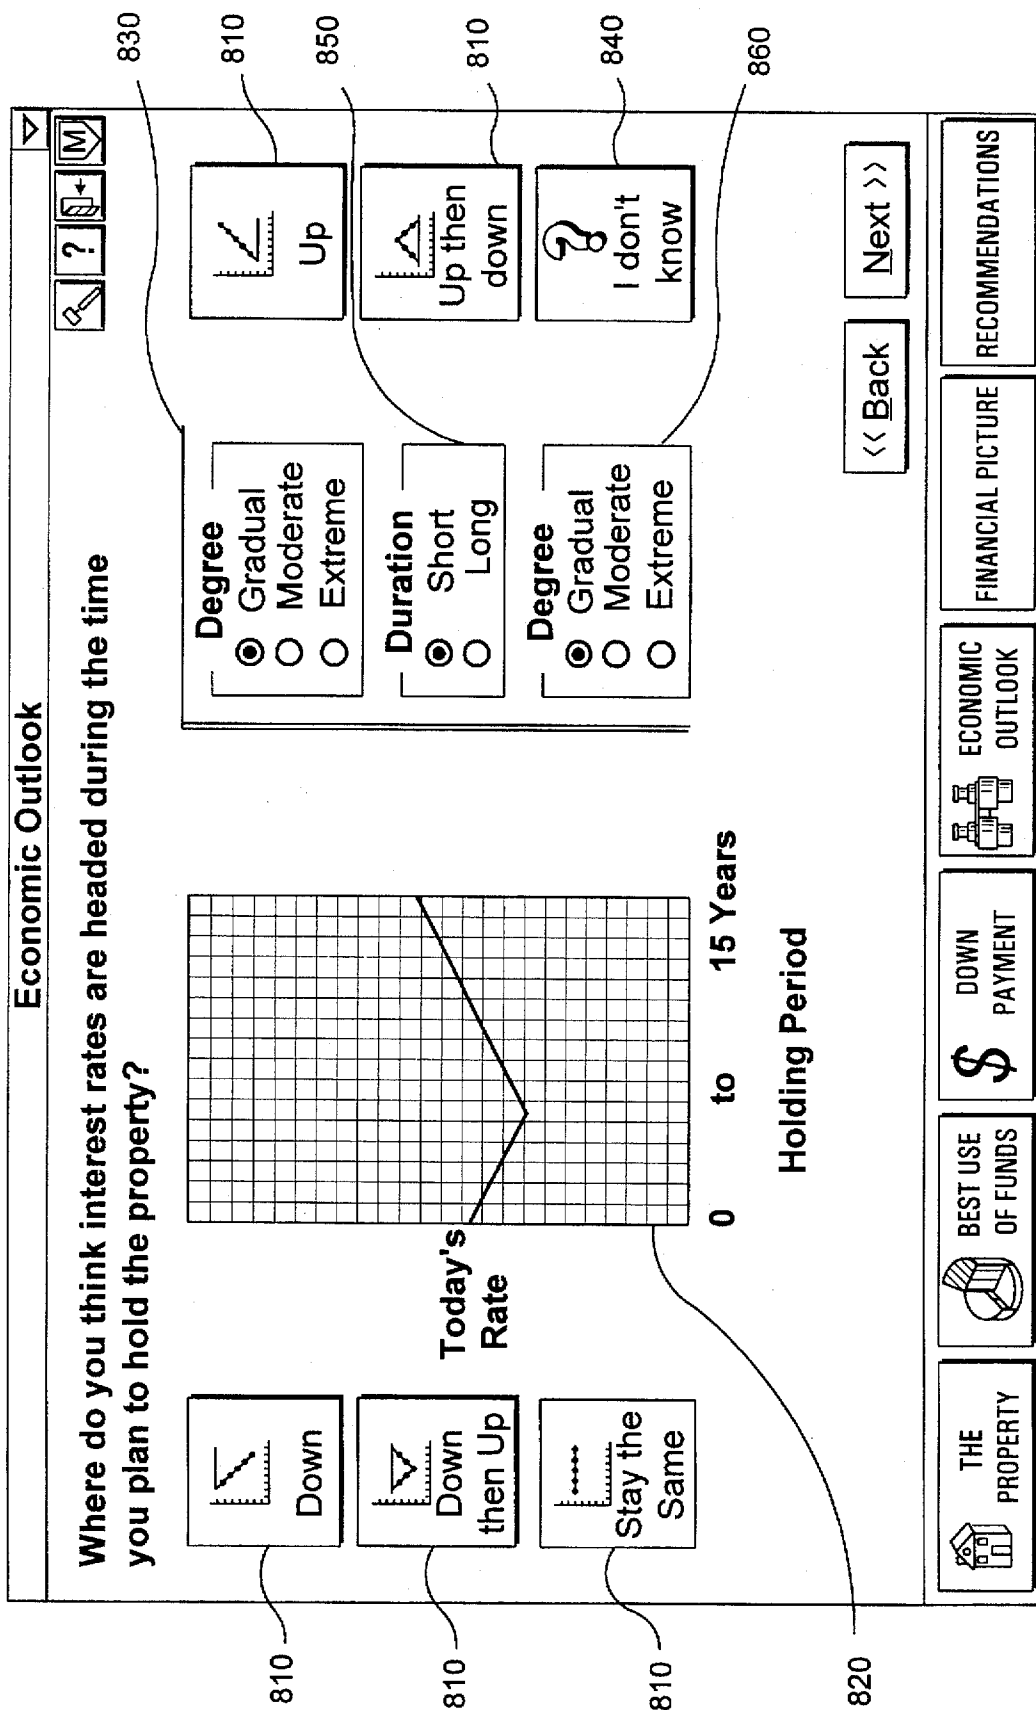 Economic Outlook
? M
Where do you think interest rates are headed during the time
you plan to hold the property?
Down
Down
then Up
Stay the
Same
Today's
Rate
0 to 15 Years
Holding Period
Degree
Gradual
Moderate
Extreme
Duration
Short
Long
Degree
Gradual
Moderate
Extreme
Up
Up then
down
?
I don't
know
<< Back
Next >>
THE
PROPERTY
BEST USE
OF FUNDS
$
DOWN
PAYMENT
ECONOMIC
OUTLOOK
FINANCIAL PICTURE
RECOMMENDATIONS
810
810
810
820
830
810
850
810
840
860